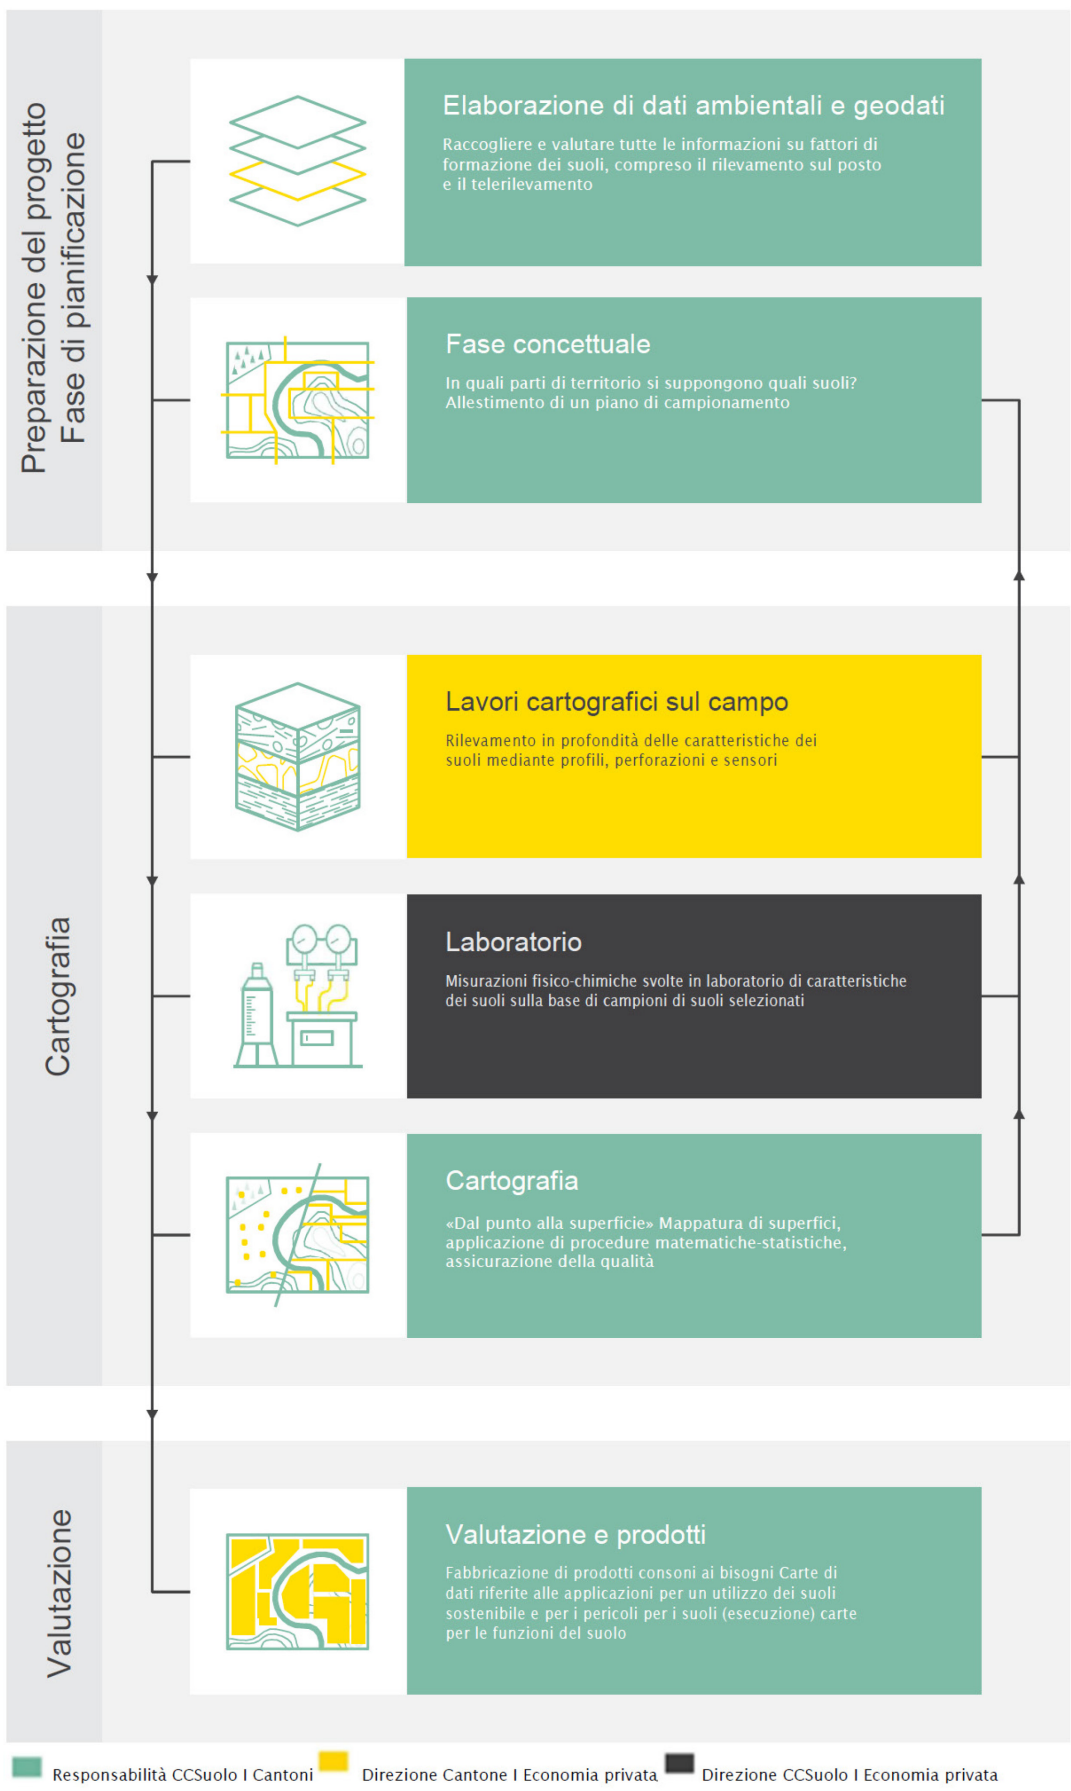 Preparazione del progetto
Fase di pianificazione
Elaborazione di dati ambientali e geodati
Raccogliere e valutare tutte le informazioni su fattori di
formazione dei suoli, compreso il rilevamento sul posto
e il telerilevamento
Fase concettuale
In quali parti di territorio si suppongono quali suoli?
Allestimento di un piano di campionamento
Cartografia
Lavori cartografici sul campo
Rilevamento in profondità delle caratteristiche dei
suoli mediante profili, perforazioni e sensori
Laboratorio
Misurazioni fisico-chimiche svolte in laboratorio di caratteristiche
dei suoli sulla base di campioni di suoli selezionati
Cartografia
«Dal punto alla superficie» Mappatura di superfici,
applicazione di procedure matematiche-statistiche,
assicurazione della qualità
Valutazione
Valutazione e prodotti
Fabbricazione di prodotti consoni ai bisogni Carte di
dati riferite alle applicazioni per un utilizzo dei suoli
sostenibile e per i pericoli per i suoli (esecuzione) carte
per le funzioni del suolo
Responsabilità CCSuolo I Cantoni
Direzione Cantone I Economia privata
Direzione CCSuolo I Economia privata